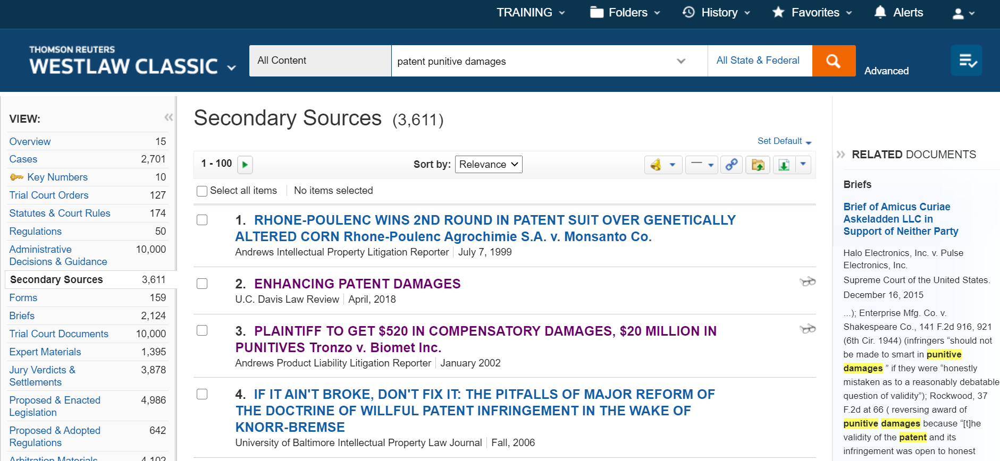 TRAINING Folders History Favorites Alerts
THOMSON REUTERS
WESTLAW CLASSIC
All Content
patent punitive damages
All State & Federal
Advanced
VIEW:
Overview 15
Cases 2,701
Key Numbers 10
Trial Court Orders 127
Statutes & Court Rules 174
Regulations 50
Administrative 10,000
Decisions & Guidance
Secondary Sources 3,611
Forms 159
Briefs 2,124
Trial Court Documents 10,000
Expert Materials 1,395
Jury Verdicts & 3,878
Settlements
Proposed & Enacted 4,986
Legislation
Proposed & Adopted 642
Regulations
Arbitration Materials 4,102
Secondary Sources (3,611)
Set Default
1 - 100
Sort by: Relevance
Select all items
No items selected
1. RHONE-POULENC WINS 2ND ROUND IN PATENT SUIT OVER GENETICALLY
ALTERED CORN Rhone-Poulenc Agrochimie S.A. v. Monsanto Co.
Andrews Intellectual Property Litigation Reporter July 7, 1999
2. ENHANCING PATENT DAMAGES
U.C. Davis Law Review April, 2018
3. PLAINTIFF TO GET $520 IN COMPENSATORY DAMAGES, $20 MILLION IN
PUNITIVES Tronzo v. Biomet Inc.
Andrews Product Liability Litigation Reporter January 2002
4. IF IT AIN'T BROKE, DON'T FIX IT: THE PITFALLS OF MAJOR REFORM OF
THE DOCTRINE OF WILLFUL PATENT INFRINGEMENT IN THE WAKE OF
KNORR-BREMSE
University of Baltimore Intellectual Property Law Journal Fall, 2006
RELATED DOCUMENTS
Briefs
Brief of Amicus Curiae
Askeladden LLC in
Support of Neither Party
Halo Electronics, Inc. v. Pulse
Electronics, Inc.
Supreme Court of the United States.
December 16, 2015
...); Enterprise Mfg. Co. v.
Shakespeare Co., 141 F.2d 916, 921
(6th Cir. 1944) (infringers “should not
be made to smart in punitive
damages ” if they were “honestly
mistaken as to a reasonably debatable
question of validity”); Rockwood, 37
F.2d at 66 ( reversing award of
punitive damages because “[t]he
validity of the patent and its
infringement was open to honest